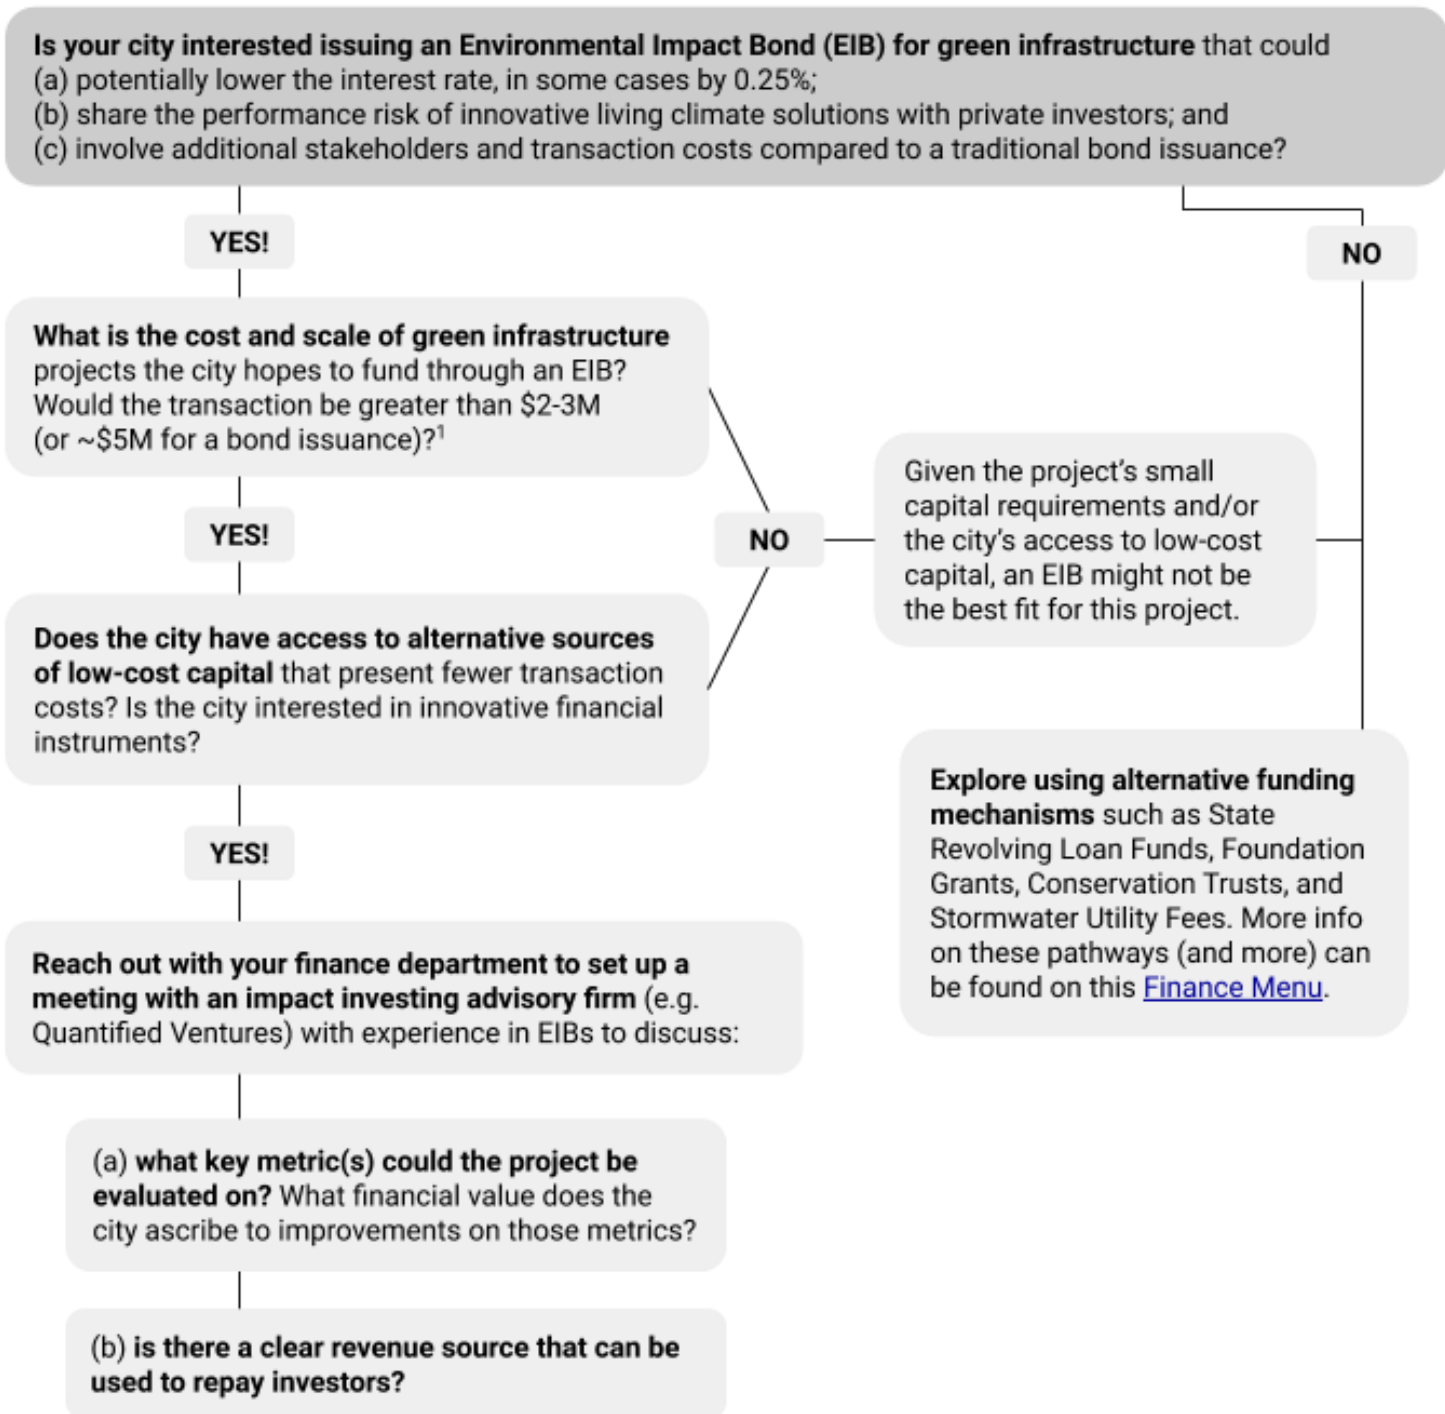 Is your city interested issuing an Environmental Impact Bond (EIB) for green infrastructure that could
(a) potentially lower the interest rate, in some cases by 0.25%;
(b) share the performance risk of innovative living climate solutions with private investors; and
(c) involve additional stakeholders and transaction costs compared to a traditional bond issuance?
YES!
NO
What is the cost and scale of green infrastructure
projects the city hopes to fund through an EIB?
Would the transaction be greater than $2-3M
(or ~$5M for a bond issuance)?¹
YES!
NO
Given the project's small
capital requirements and/or
the city's access to low-cost
capital, an EIB might not be
the best fit for this project.
Does the city have access to alternative sources
of low-cost capital that present fewer transaction
costs? Is the city interested in innovative financial
instruments?
YES!
Explore using alternative funding
mechanisms such as State
Revolving Loan Funds, Foundation
Grants, Conservation Trusts, and
Stormwater Utility Fees. More info
on these pathways (and more) can
be found on this Finance Menu.
Reach out with your finance department to set up a
meeting with an impact investing advisory firm (e.g.
Quantified Ventures) with experience in EIBs to discuss:
(a) what key metric(s) could the project be
evaluated on? What financial value does the
city ascribe to improvements on those metrics?
(b) is there a clear revenue source that can be
used to repay investors?